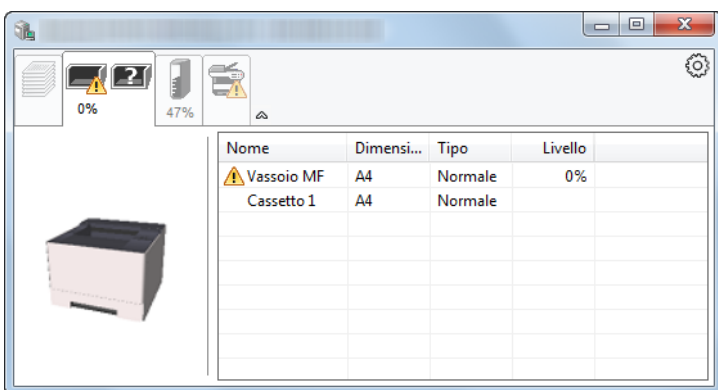 0%
47%
Nome Dimensi... Tipo Livello
Vassoio MF A4 Normale 0%
Cassetto 1 A4 Normale